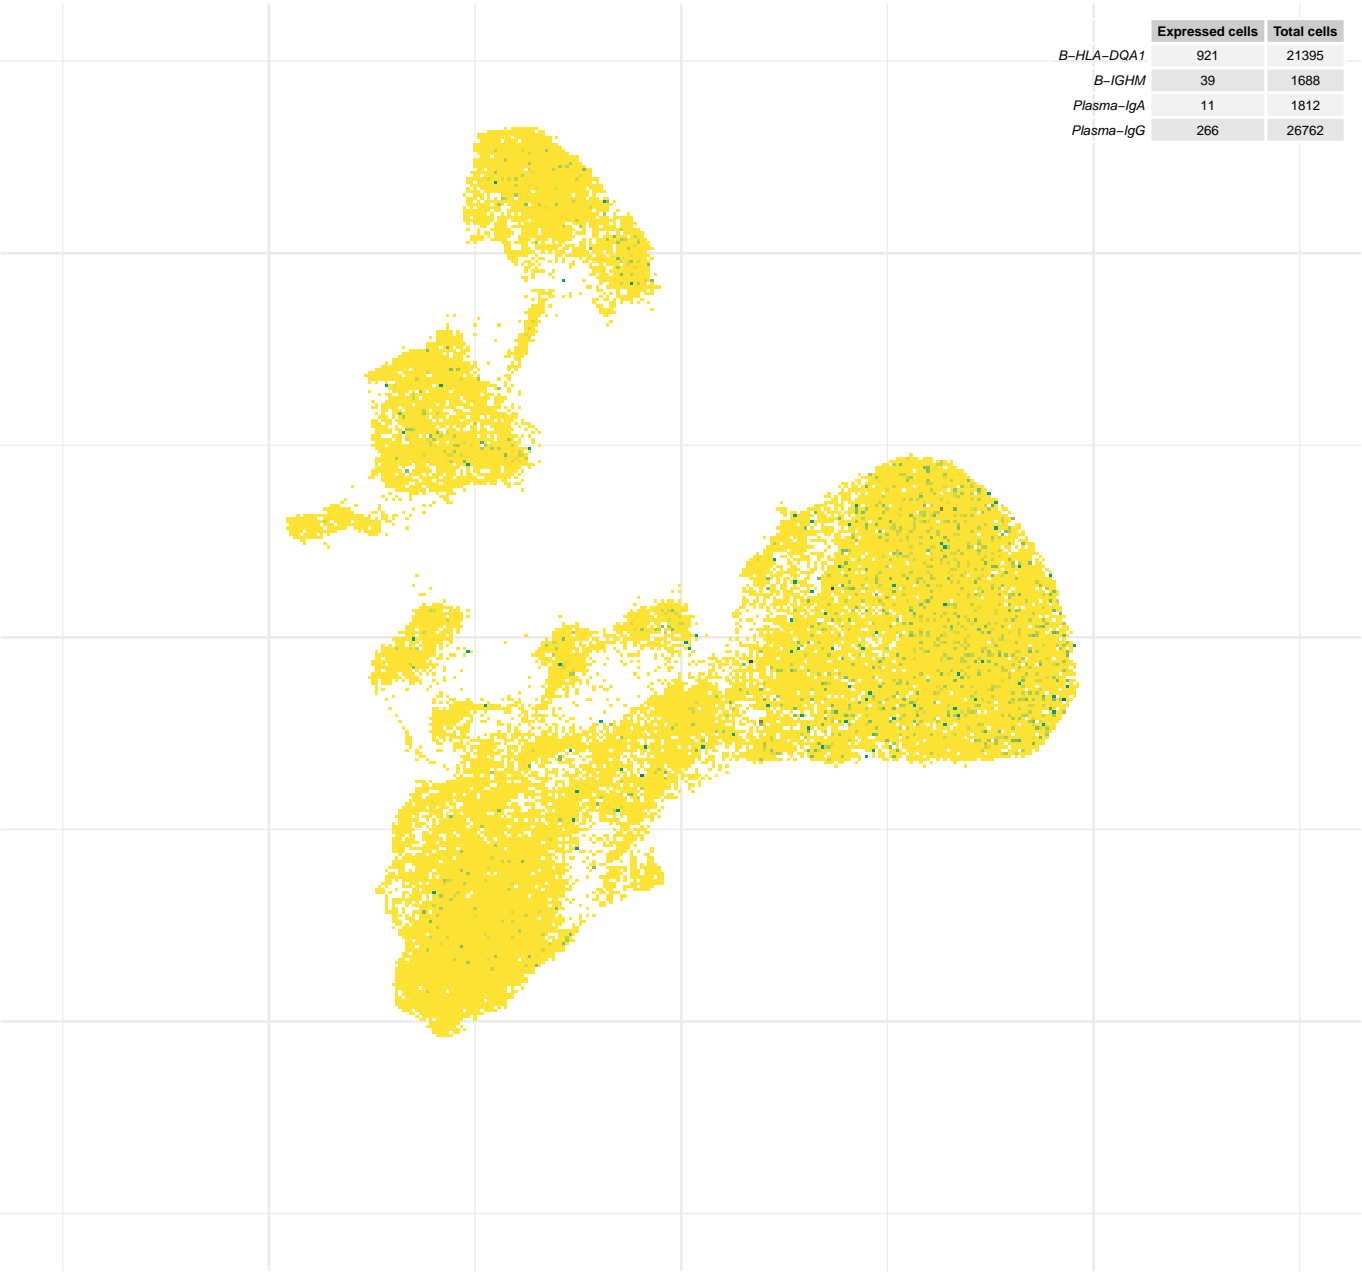 Expressed cells Total cells
B−HLA−DQA1 921 21395
B−IGHM 39 1688
Plasma−IgA 11 1812
Plasma−IgG 266 26762